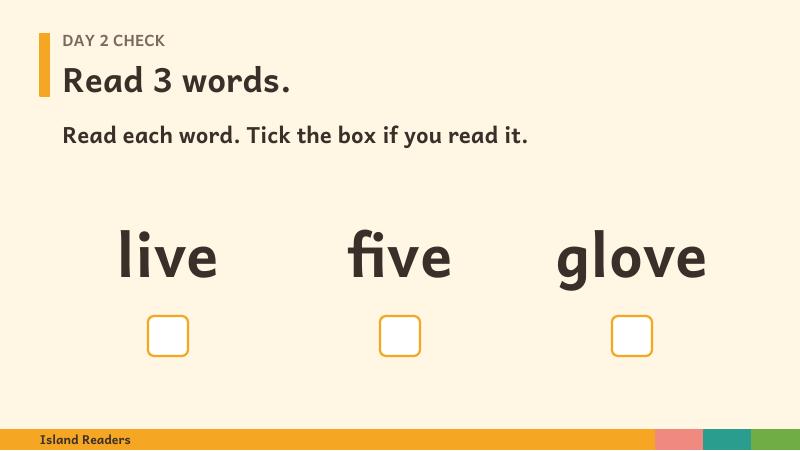 DAY 2 CHECK
Read 3 words.
Read each word. Tick the box if you read it.
live five glove
Island Readers